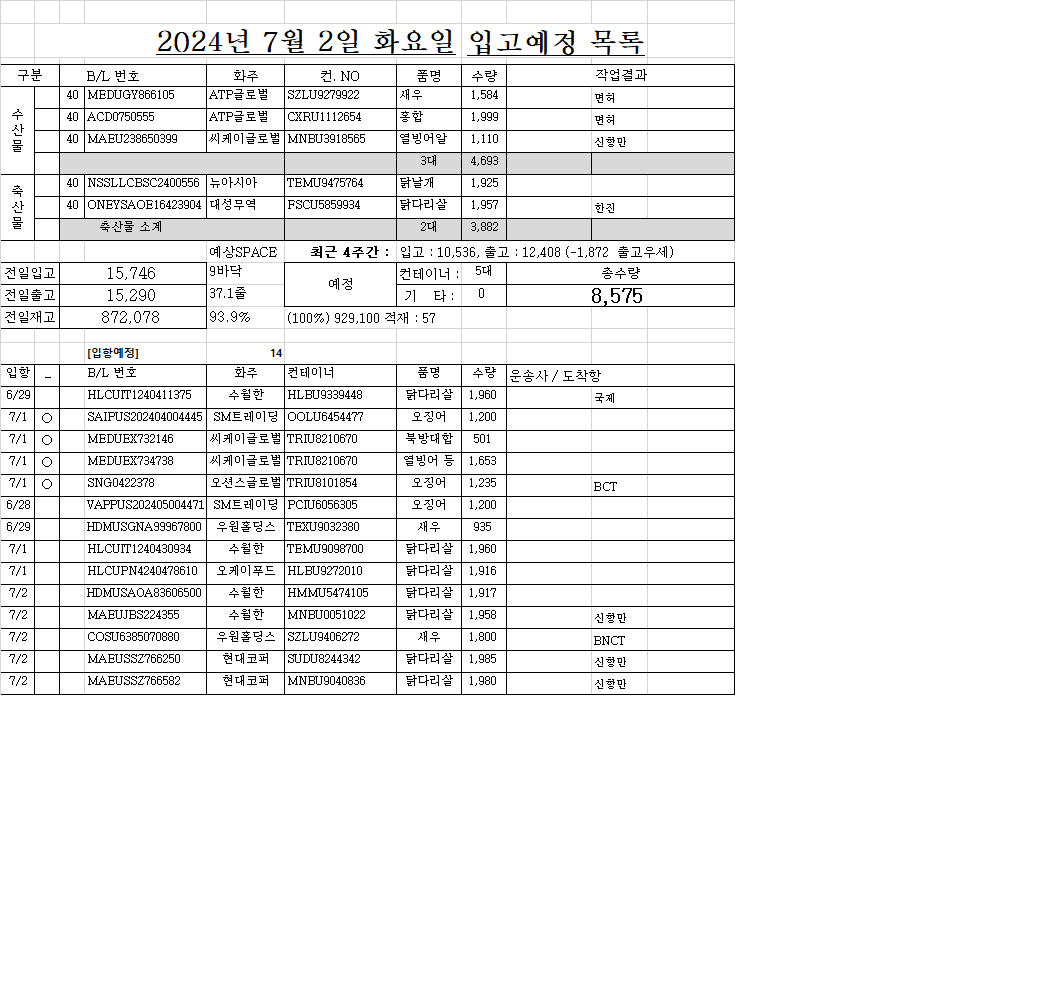 2024년 7월 2일 화요일 입고예정 목록
구분 B/L 번호 화주 컨. NO 품명 수량 작업결과
수산물
40 MEDUGY866105 ATP글로벌 SZLU9279922 새우 1,584 면허
40 ACD0750555 ATP글로벌 CXRU1112654 홍합 1,999 면허
40 MAEU238650399 씨케이글로벌 MNBU3918565 열빙어알 1,110 신항만
3대 4,693
축산물
40 NSSLLCBSC2400556 뉴아시아 TEMU9475764 닭날개 1,925
40 ONEYSAOE16423904 대성무역 FSCU5859934 닭다리살 1,957 한진
축산물 소계 2대 3,882
예상SPACE 최근 4주간 : 입고 : 10,536, 출고 : 12,408 (-1,872 출고우세)
전일입고 15,746 9바닥 예정 컨테이너 : 5대 총수량
전일출고 15,290 37.1줄 기 타 : 0 8,575
전일재고 872,078 93.9% (100%) 929,100 적재 : 57
[입항예정] 14
입항 _ B/L 번호 화주 컨테이너 품명 수량 운송사 / 도착항
6/29 HLCUIT1240411375 수월한 HLBU9339448 닭다리살 1,960 국제
7/1 ○ SAIPUS202404004445 SM트레이딩 OOLU6454477 오징어 1,200
7/1 ○ MEDUEX732146 씨케이글로벌 TRIU8210670 북방대합 501
7/1 ○ MEDUEX734738 씨케이글로벌 TRIU8210670 열빙어 등 1,653
7/1 ○ SNG0422378 오션스글로벌 TRIU8101854 오징어 1,235 BCT
6/28 VAPPUS202405004471 SM트레이딩 PCIU6056305 오징어 1,200
6/29 HDMUSGNA99967800 우원홀딩스 TEXU9032380 새우 935
7/1 HLCUIT1240430934 수월한 TEMU9098700 닭다리살 1,960
7/1 HLCUPN4240478610 오케이푸드 HLBU9272010 닭다리살 1,916
7/2 HDMUSAOA83606500 수월한 HMMU5474105 닭다리살 1,917
7/2 MAEUJBS224355 수월한 MNBU0051022 닭다리살 1,958 신항만
7/2 COSU6385070880 우원홀딩스 SZLU9406272 새우 1,800 BNCT
7/2 MAEUSSZ766250 현대코퍼 SUDU8244342 닭다리살 1,985 신항만
7/2 MAEUSSZ766582 현대코퍼 MNBU9040836 닭다리살 1,980 신항만